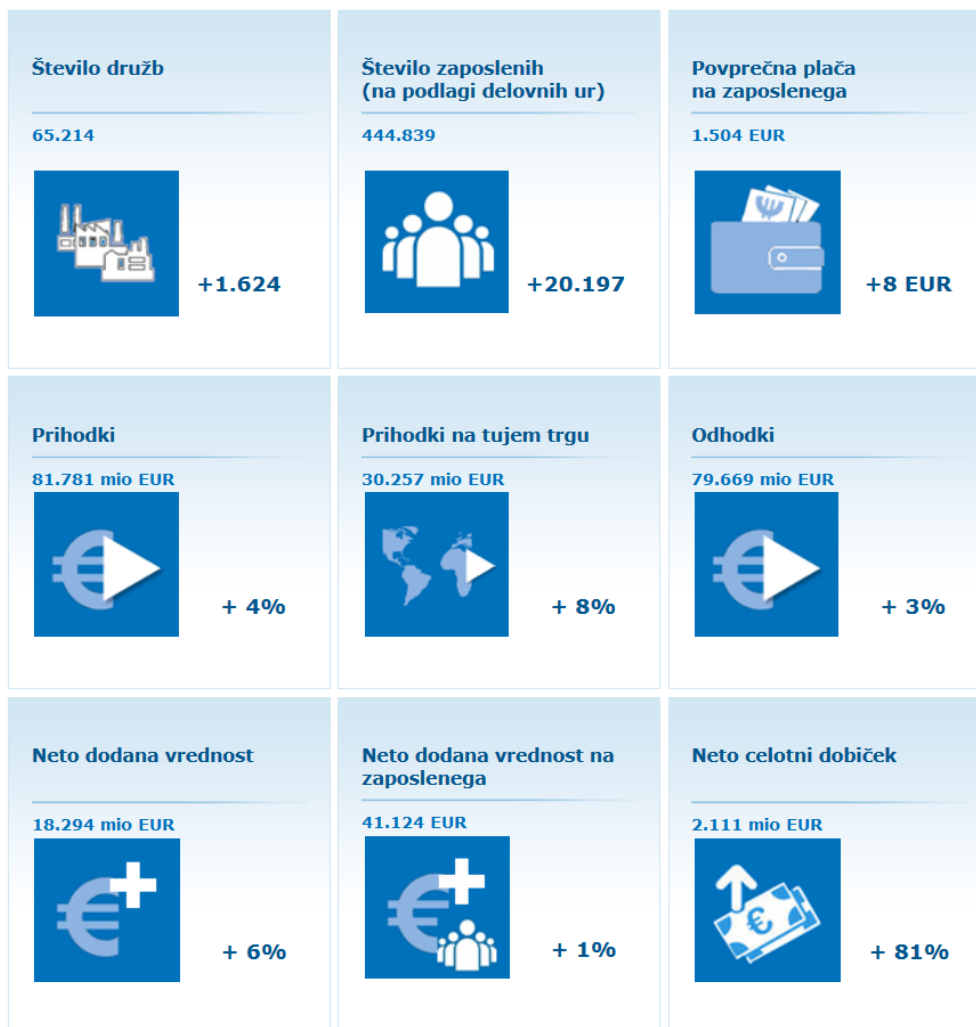 Število družb
65.214
+1.624
Število zaposlenih
(na podlagi delovnih ur)
444.839
+20.197
Povprečna plača
na zaposlenega
1.504 EUR
+8 EUR
Prihodki
81.781 mio EUR
+ 4%
Prihodki na tujem trgu
30.257 mio EUR
+ 8%
Odhodki
79.669 mio EUR
+ 3%
Neto dodana vrednost
18.294 mio EUR
+ 6%
Neto dodana vrednost na
zaposlenega
41.124 EUR
+ 1%
Neto celotni dobiček
2.111 mio EUR
+ 81%